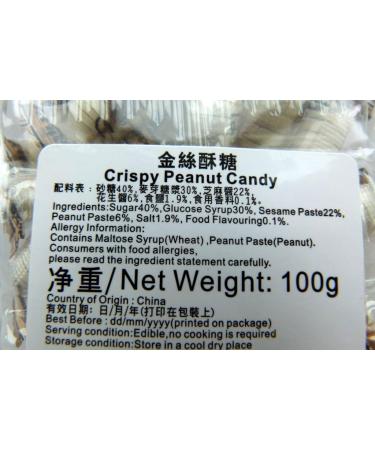 金絲酥糖
Crispy Peanut Candy
配料表：砂糖40%,麥芽糖漿30%,芝麻醬22%,
花生醬6%,食鹽1.9%,食用香料0.1%.
Ingredients:Sugar40%,Glucose Syrup30%, Sesame Paste22%,
Peanut Paste6%, Salt1.9%, Food Flavouring0.1%.
Allergy Information:
Contains Maltose Syrup(Wheat) ,Peanut Paste(Peanut).
Consumers with food allergies,
please read the ingredient statement carefully.
净重/Net Weight: 100g
Country of Origin : China
有效日期：日/月/年(打印在包裝上)
Best Before : dd/mm/yyyy(printed on package)
Serving condition:Edible,no cooking is required
Storage condition:Store in a cool dry place